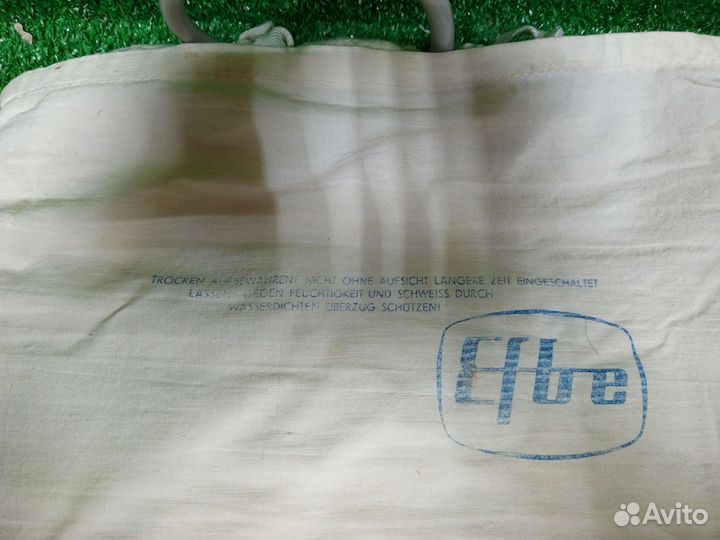 TROCKEN AUFBEWAHREN! NICHT OHNE AUFSICHT LÄNGERE ZEIT EINGESCHALTET
LASSEN! GEGEN FEUCHTIGKEIT UND SCHWEISS DURCH
WASSERDICHTEN ÜBERZUG SCHÜTZEN!
Efbe
Avito